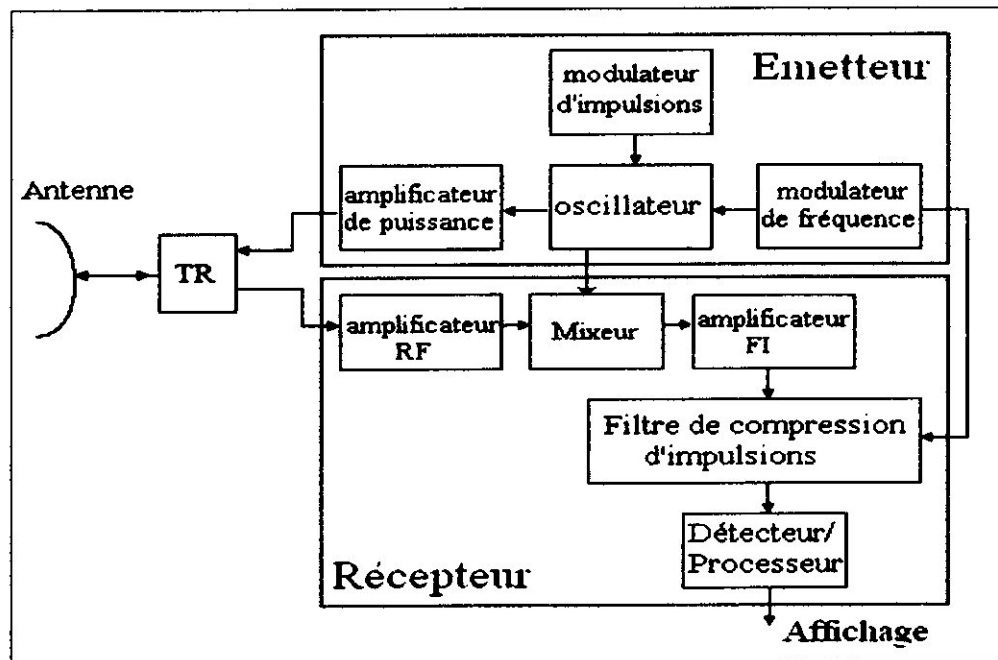 Emetteur
modulateur
d'impulsions
Antenne
amplificateur
de puissance
oscillateur
modulateur
de fréquence
TR
amplificateur
RF
Mixeur
amplificateur
FI
Filtre de compression
d'impulsions
Détecteur/
Processeur
Récepteur
Affichage